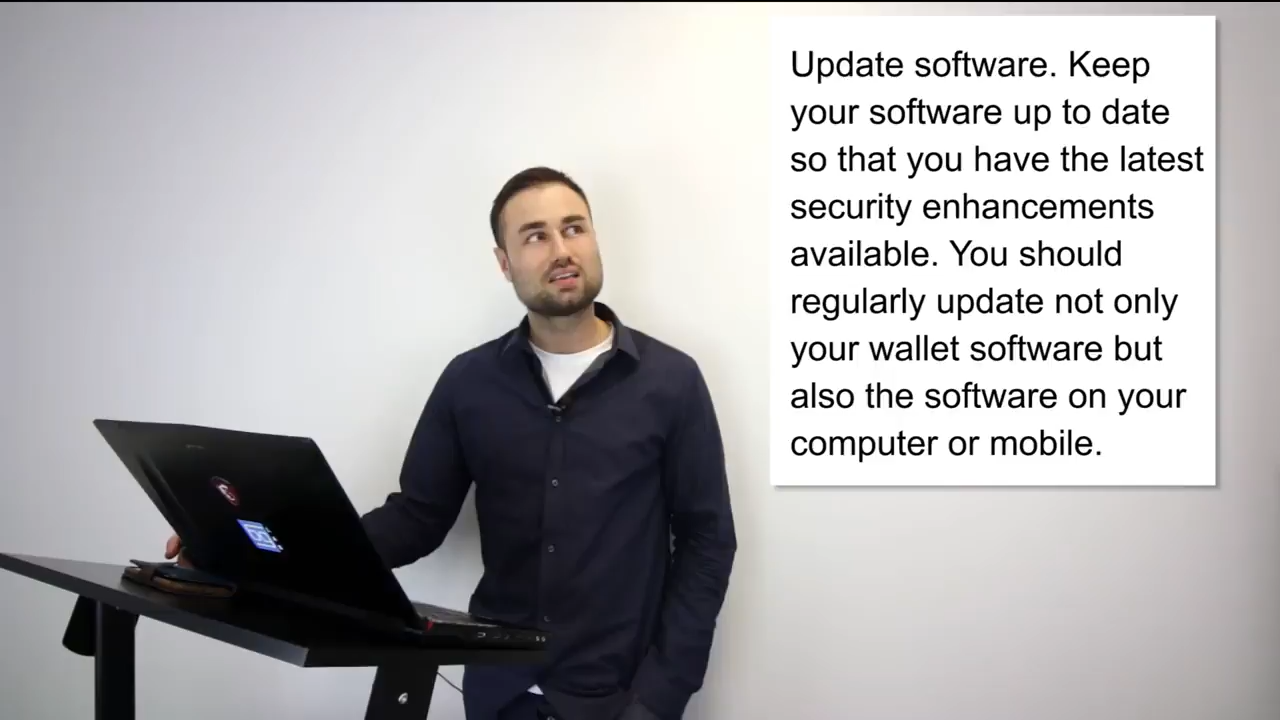 Update software. Keep
your software up to date
so that you have the latest
security enhancements
available. You should
regularly update not only
your wallet software but
also the software on your
computer or mobile.